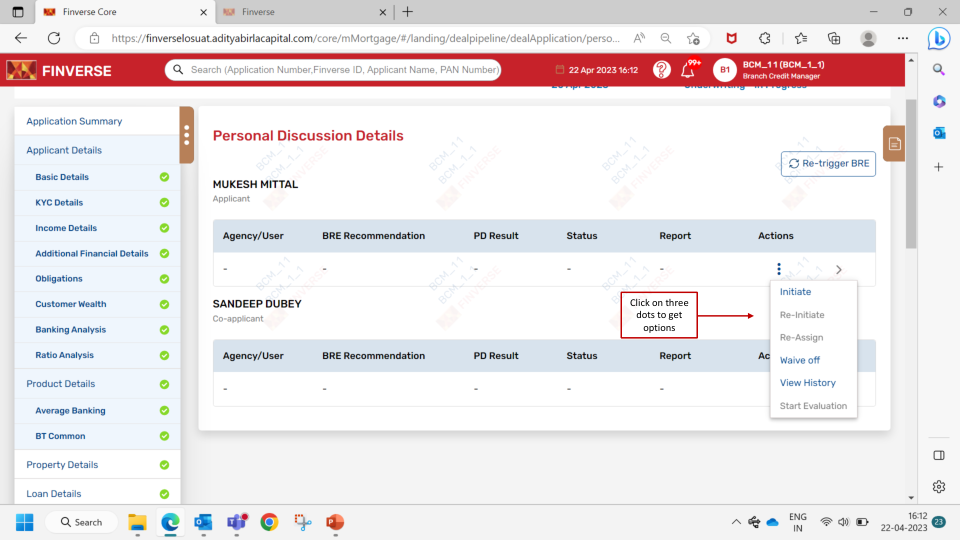 Finverse Core
Finverse
https://finverselosuat.adityabirlacapital.com/core/mMortgage/#/landing/dealpipeline/dealApplication/perso...
FINVERSE
Search (Application Number,Finverse ID, Applicant Name, PAN Number)
22 Apr 2023 16:12
99+
B1
BCM_11 (BCM_1_1)
Branch Credit Manager
Application Summary
Applicant Details
Basic Details
KYC Details
Income Details
Additional Financial Details
Obligations
Customer Wealth
Banking Analysis
Ratio Analysis
Product Details
Average Banking
BT Common
Property Details
Loan Details
Personal Discussion Details
Re-trigger BRE
MUKESH MITTAL
Applicant
Agency/User BRE Recommendation PD Result Status Report Actions
- - - - -
Initiate
Re-Initiate
Re-Assign
Waive off
View History
Start Evaluation
Click on three
dots to get
options
SANDEEP DUBEY
Co-applicant
Agency/User BRE Recommendation PD Result Status Report
- - - - -
BCM_11
BCM_1_1
FINVERSE
Search
ENG
IN
16:12
22-04-2023
23